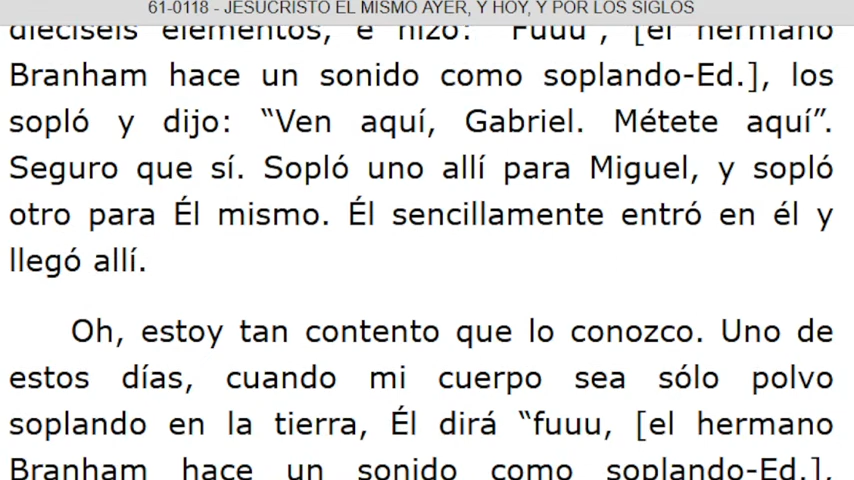 61-0118 - JESUCRISTO EL MISMO AYER, Y HOY, Y POR LOS SIGLOS
dieciséis elementos, e hizo: “Fuuu”, [el hermano
Branham hace un sonido como soplando-Ed.], los
sopló y dijo: “Ven aquí, Gabriel. Métete aquí”.
Seguro que sí. Sopló uno allí para Miguel, y sopló
otro para Él mismo. Él sencillamente entró en él y
llegó allí.
Oh, estoy tan contento que lo conozco. Uno de
estos días, cuando mi cuerpo sea sólo polvo
soplando en la tierra, Él dirá “fuuu, [el hermano
Branham hace un sonido como soplando-Ed.],